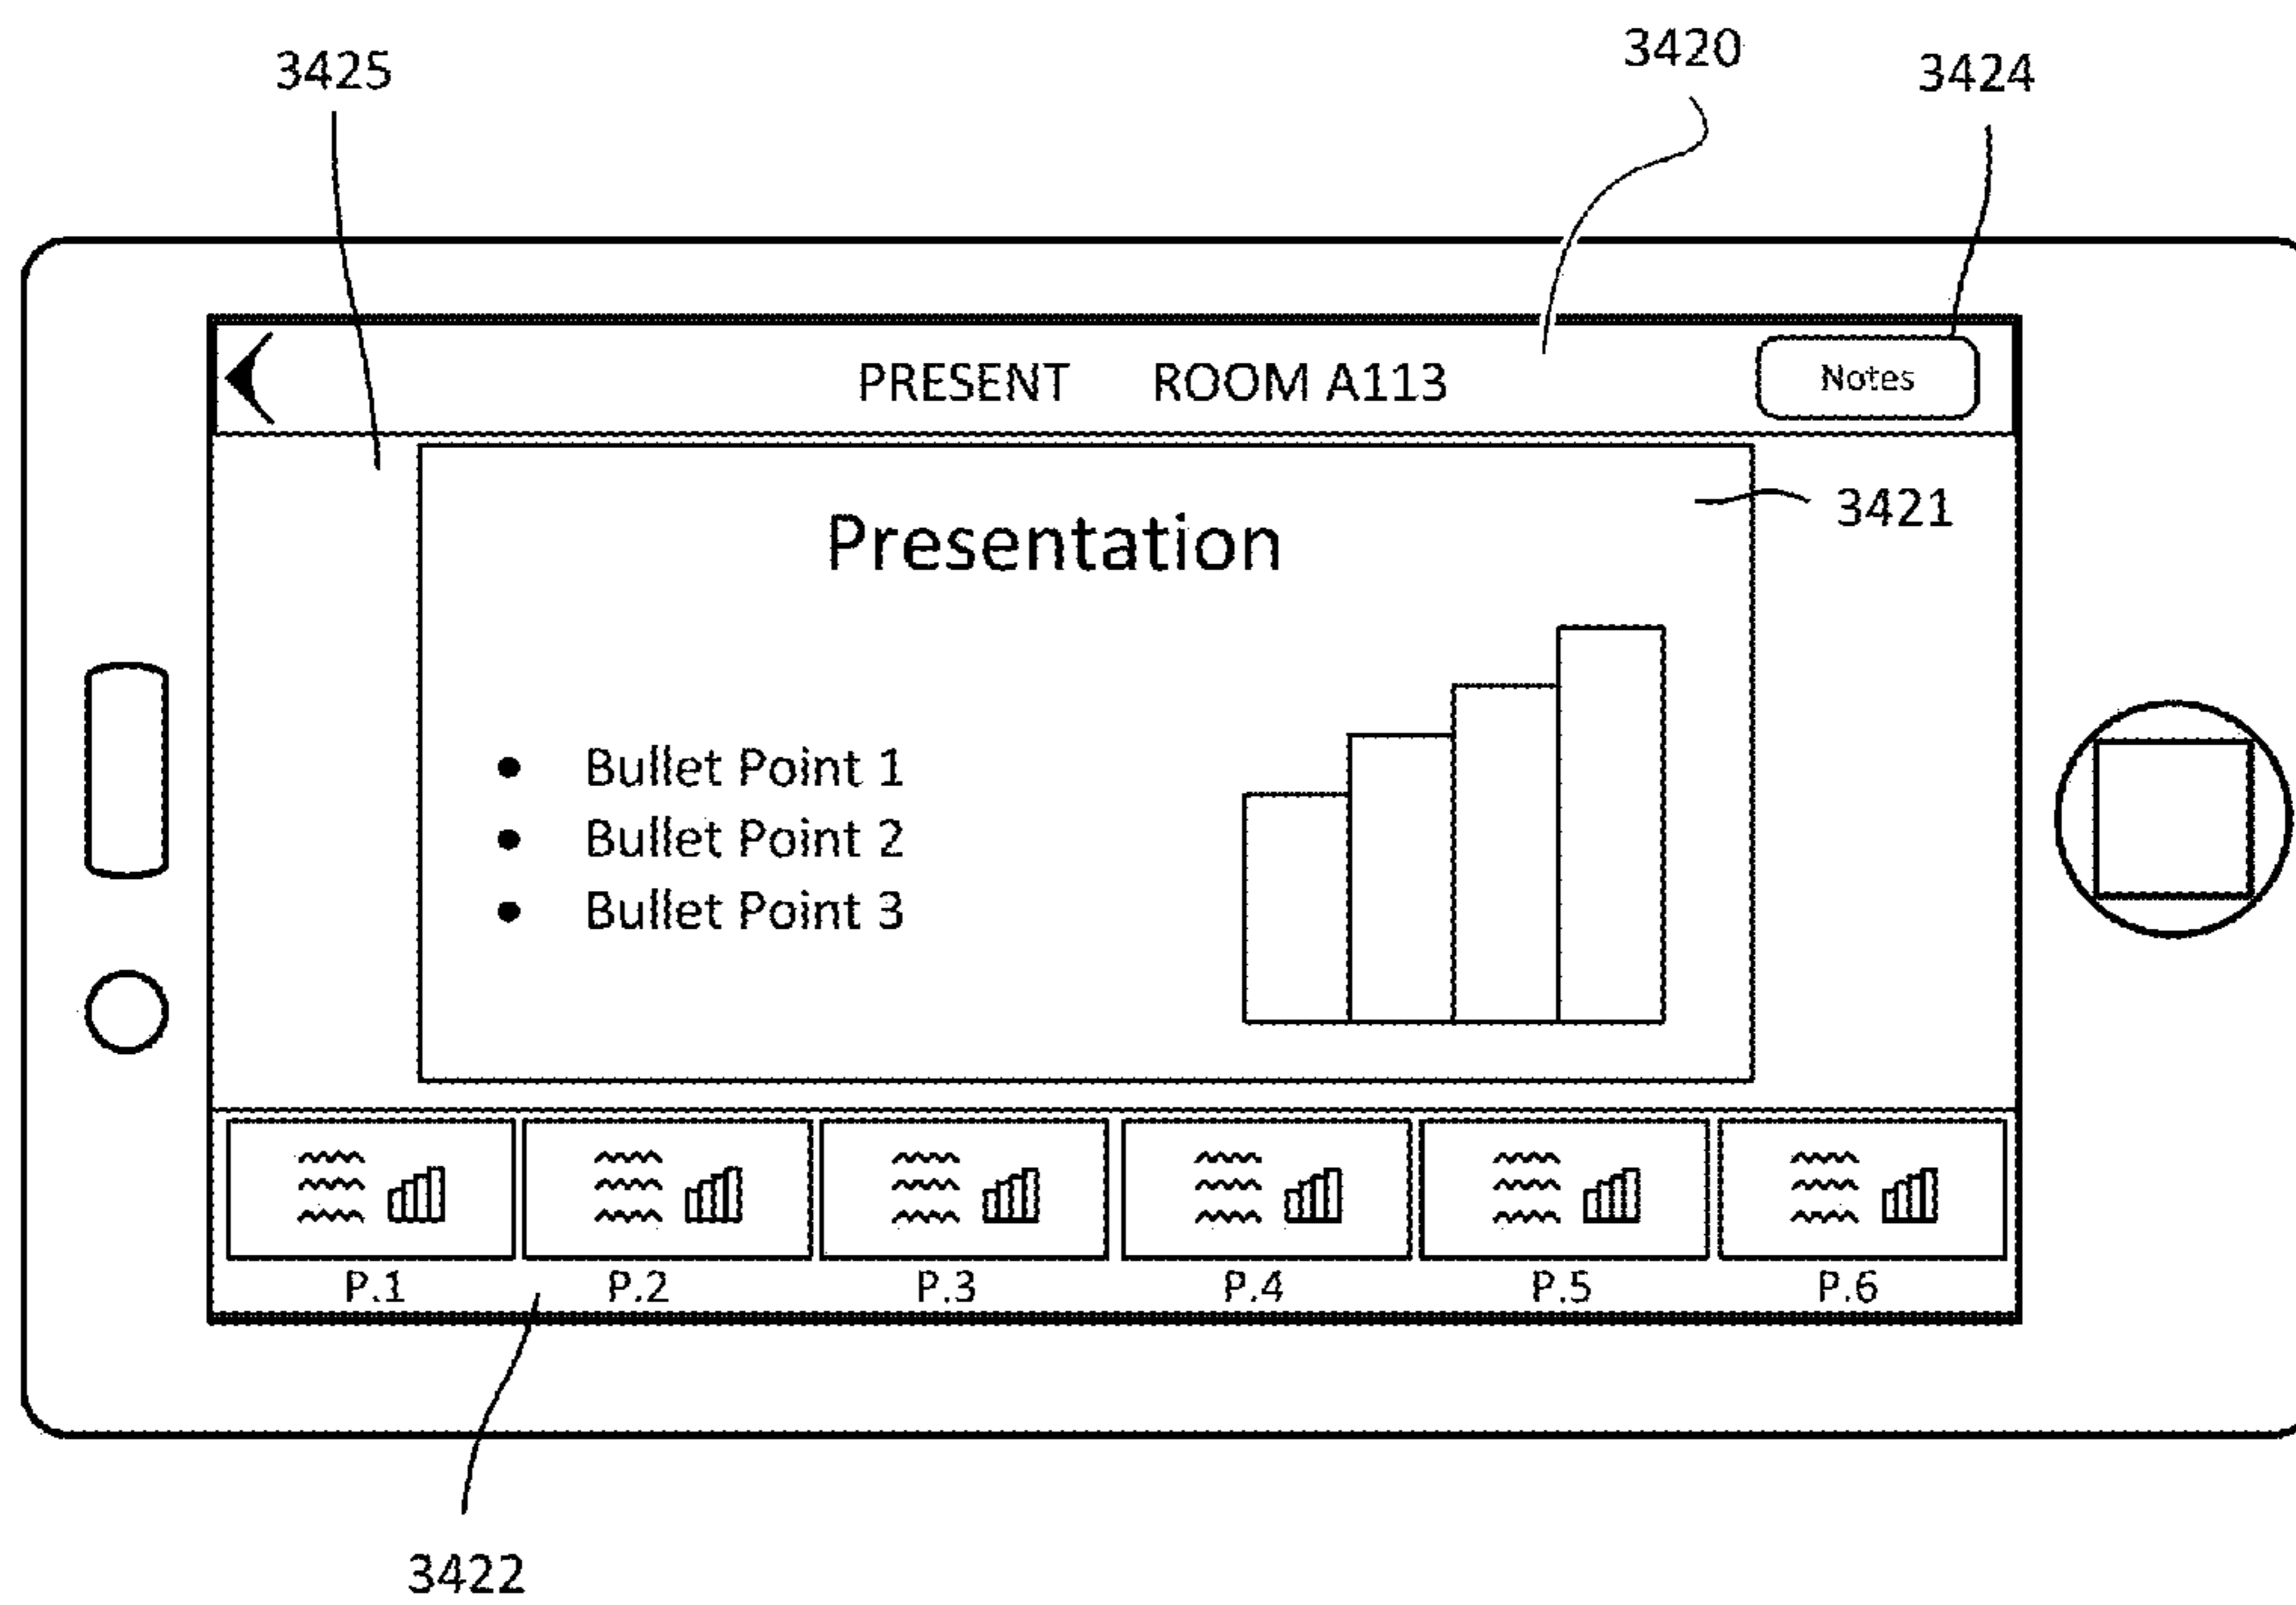 3425
3420
3424
PRESENT ROOM A113
Notes
3421
Presentation
• Bullet Point 1
• Bullet Point 2
• Bullet Point 3
P.1 P.2 P.3 P.4 P.5 P.6
3422